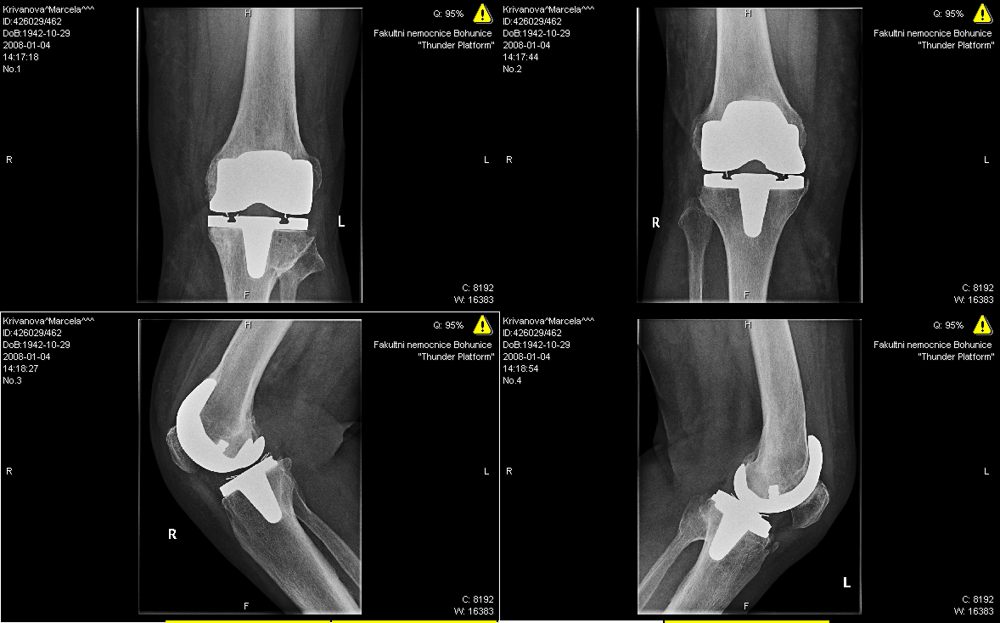 Krivanova^Marcela^^^
ID:426029/462
DoB:1942-10-29
2008-01-04
14:17:18
No.1
H
Q: 95%
Fakultni nemocnice Bohunice
"Thunder Platform"
R
L
L
F
C: 8192
W: 16383
Krivanova^Marcela^^^
ID:426029/462
DoB:1942-10-29
2008-01-04
14:17:44
No.2
H
Q: 95%
Fakultni nemocnice Bohunice
"Thunder Platform"
R
L
R
F
C: 8192
W: 16383
Krivanova^Marcela^^^
ID:426029/462
DoB:1942-10-29
2008-01-04
14:18:27
No.3
H
Q: 95%
Fakultni nemocnice Bohunice
"Thunder Platform"
R
L
R
F
C: 8192
W: 16383
Krivanova^Marcela^^^
ID:426029/462
DoB:1942-10-29
2008-01-04
14:18:54
No.4
H
Q: 95%
Fakultni nemocnice Bohunice
"Thunder Platform"
R
L
L
F
C: 8192
W: 16383